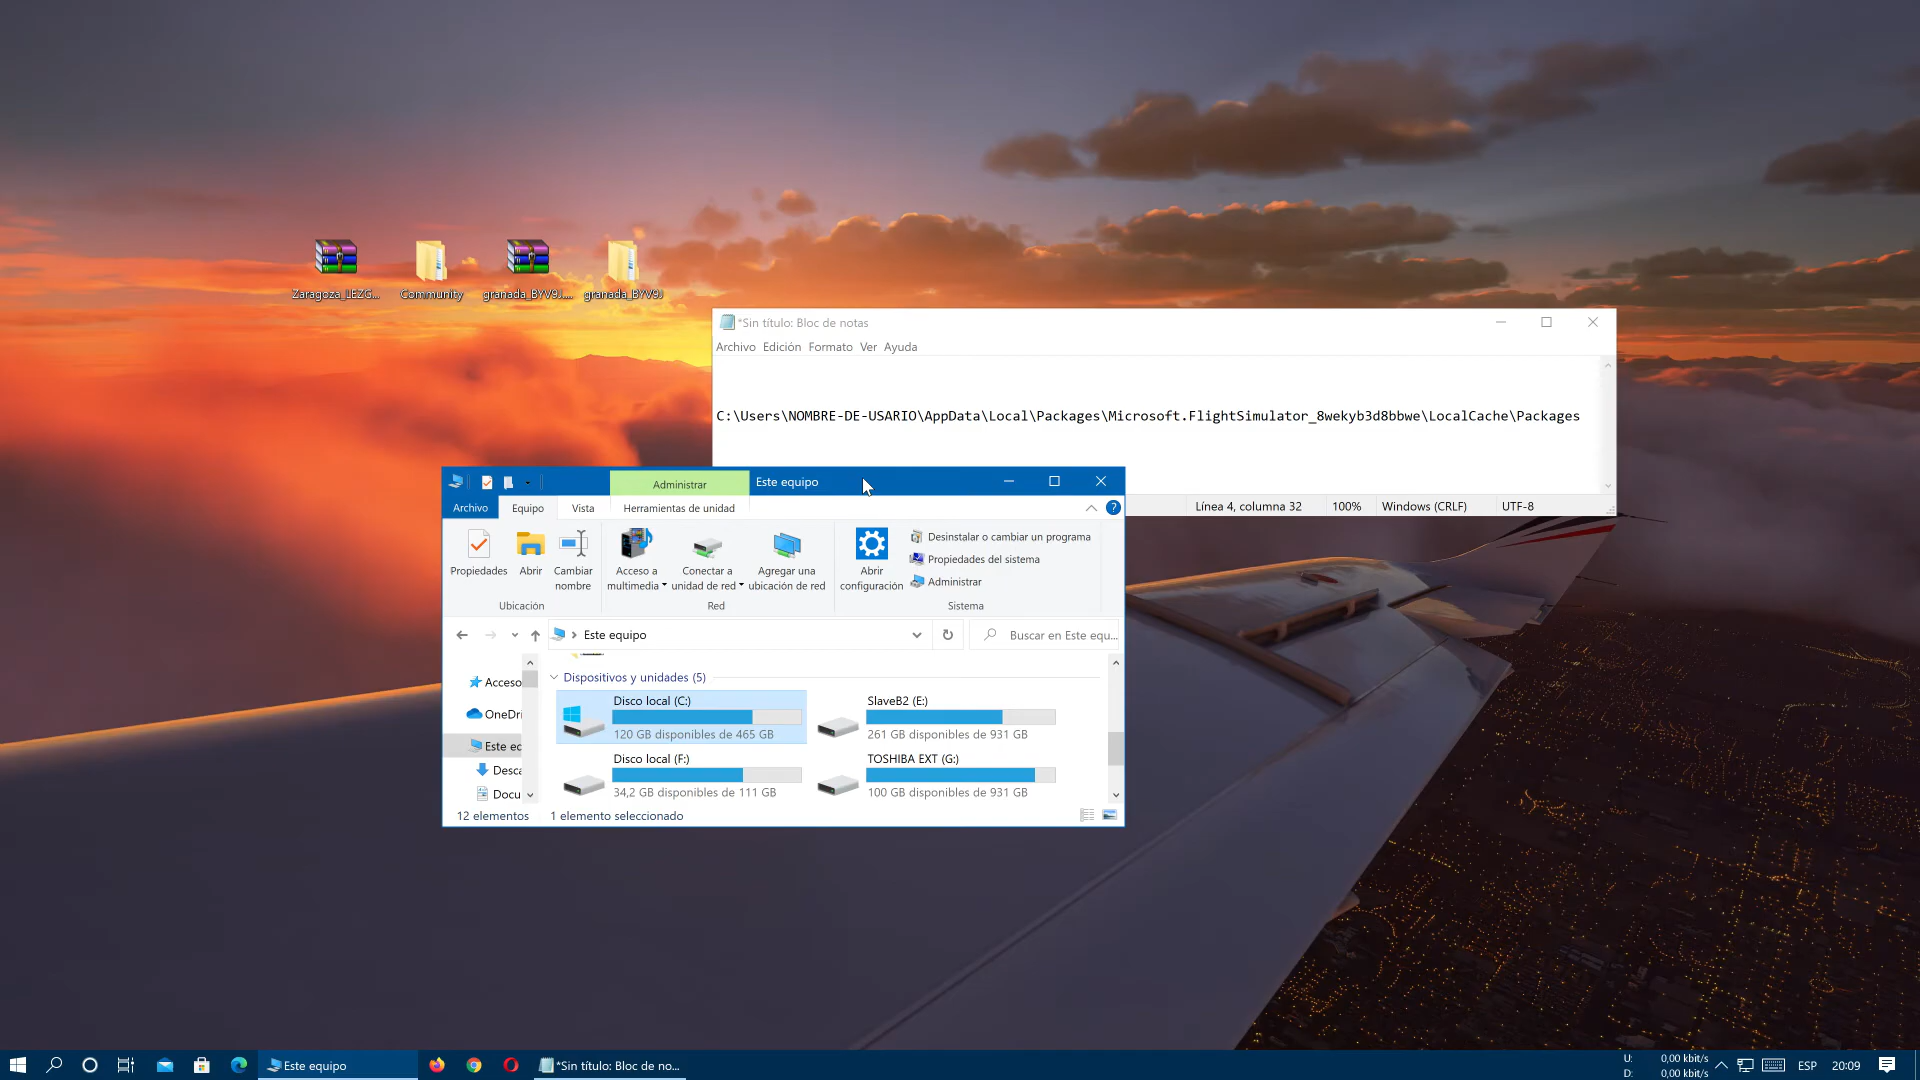 Zaragoza_LEZG...
Community
granada_BYV9J....
granada_BYV9J
*Sin título: Bloc de notas
Archivo Edición Formato Ver Ayuda
C:\Users\NOMBRE-DE-USARIO\AppData\Local\Packages\Microsoft.FlightSimulator_8wekyb3d8bbwe\LocalCache\Packages
Línea 4, columna 32 100% Windows (CRLF) UTF-8
Administrar Este equipo
Archivo Equipo Vista Herramientas de unidad
Propiedades
Abrir
Cambiar
nombre
Ubicación
Acceso a
multimedia
Conectar a
unidad de red
Agregar una
ubicación de red
Red
Abrir
configuración
Desinstalar o cambiar un programa
Propiedades del sistema
Administrar
Sistema
Este equipo
Buscar en Este equ...
Acceso
OneDri
Este eq
Desca
Docu
Dispositivos y unidades (5)
Disco local (C:)
120 GB disponibles de 465 GB
SlaveB2 (E:)
261 GB disponibles de 931 GB
Disco local (F:)
34,2 GB disponibles de 111 GB
TOSHIBA EXT (G:)
100 GB disponibles de 931 GB
12 elementos 1 elemento seleccionado
Este equipo
*Sin título: Bloc de no...
U: 0,00 kbit/s
D: 0,00 kbit/s
ESP
20:09